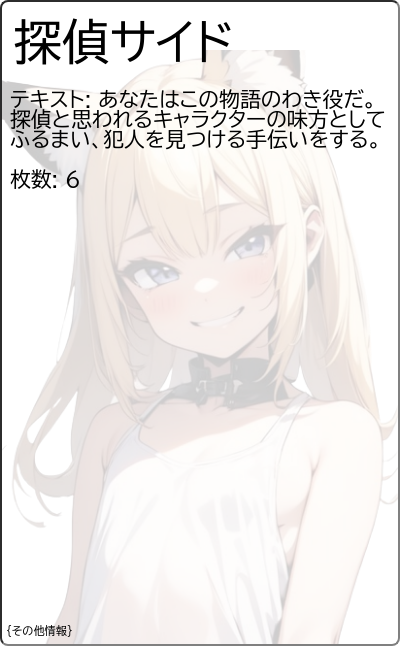 探偵サイド
テキスト: あなたはこの物語のわき役だ。
探偵と思われるキャラクターの味方として
ふるまい、犯人を見つける手伝いをする。
枚数: 6
{その他情報}